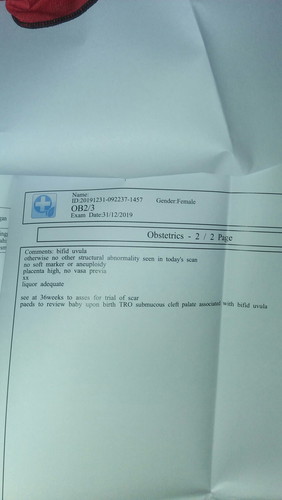 Name:
ID:20191231-092237-1457 Gender:Female
OB2/3
Exam Date:31/12/2019
Obstetrics - 2 / 2 Page
Comments: bifid uvula
otherwise no other structural abnormality seen in today's scan
no soft marker or aneuploidy
placenta high, no vasa previa
xx
liquor adequate
see at 36weeks to asses for trial of scar
paeds to review baby upon birth TRO submucous cleft palate associated with bifid uvula